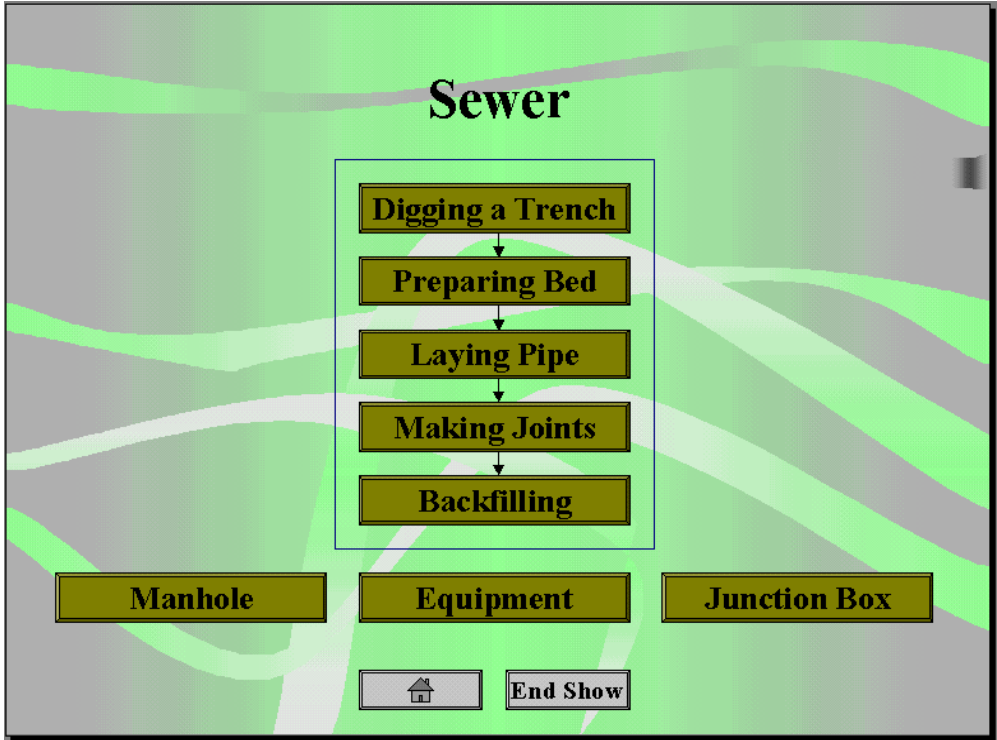 Sewer
Digging a Trench
Preparing Bed
Laying Pipe
Making Joints
Backfilling
Manhole
Equipment
Junction Box
End Show